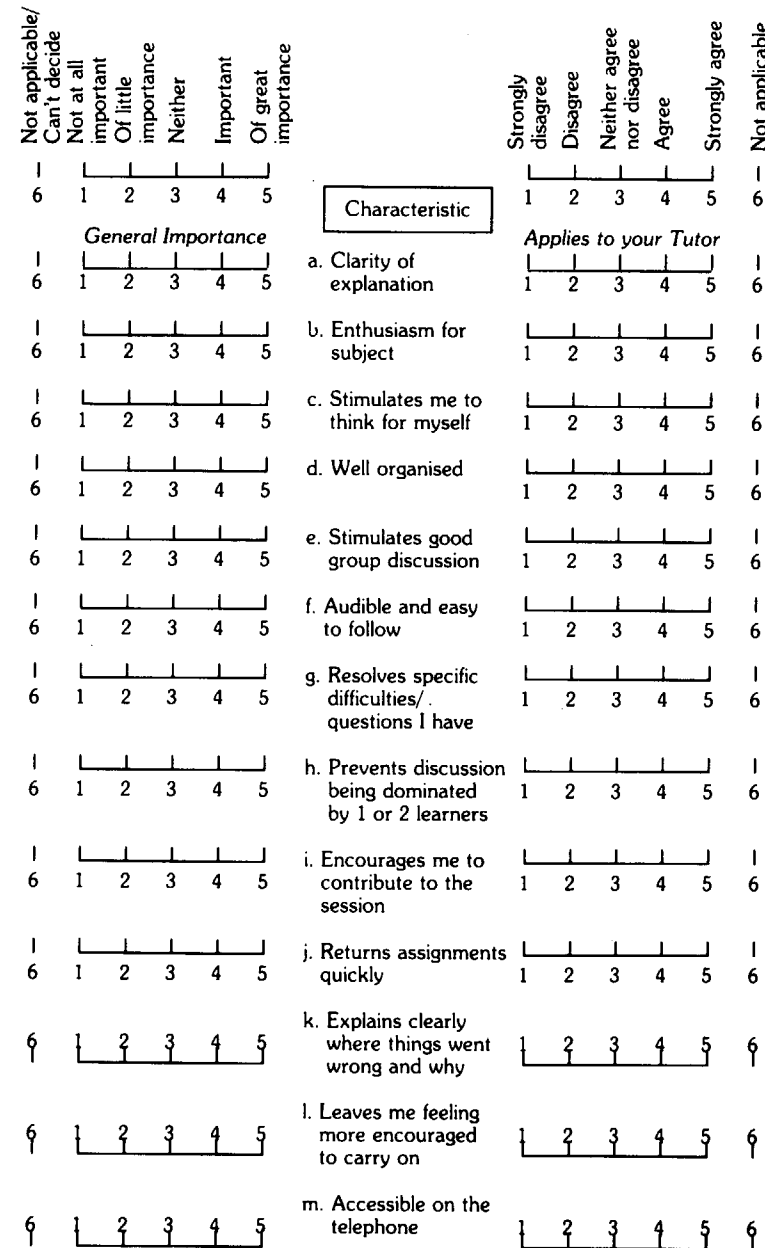 Not applicable/
Can't decide
Not at all
important
Of little
importance
Neither
Important
Of great
importance
Strongly
disagree
Disagree
Neither agree
nor disagree
Agree
Strongly agree
Not applicable
6 1 2 3 4 5
Characteristic
1 2 3 4 5 6
General Importance
Applies to your Tutor
6 1 2 3 4 5 a. Clarity of 1 2 3 4 5 6
explanation
6 1 2 3 4 5 b. Enthusiasm for 1 2 3 4 5 6
subject
6 1 2 3 4 5 c. Stimulates me to 1 2 3 4 5 6
think for myself
6 1 2 3 4 5 d. Well organised 1 2 3 4 5 6
6 1 2 3 4 5 e. Stimulates good 1 2 3 4 5 6
group discussion
6 1 2 3 4 5 f. Audible and easy 1 2 3 4 5 6
to follow
6 1 2 3 4 5 g. Resolves specific 1 2 3 4 5 6
difficulties/
questions I have
6 1 2 3 4 5 h. Prevents discussion 1 2 3 4 5 6
being dominated
by 1 or 2 learners
6 1 2 3 4 5 i. Encourages me to 1 2 3 4 5 6
contribute to the
session
6 1 2 3 4 5 j. Returns assignments 1 2 3 4 5 6
quickly
6 1 2 3 4 5 k. Explains clearly 1 2 3 4 5 6
where things went
wrong and why
6 1 2 3 4 5 l. Leaves me feeling 1 2 3 4 5 6
more encouraged
to carry on
6 1 2 3 4 5 m. Accessible on the 1 2 3 4 5 6
telephone